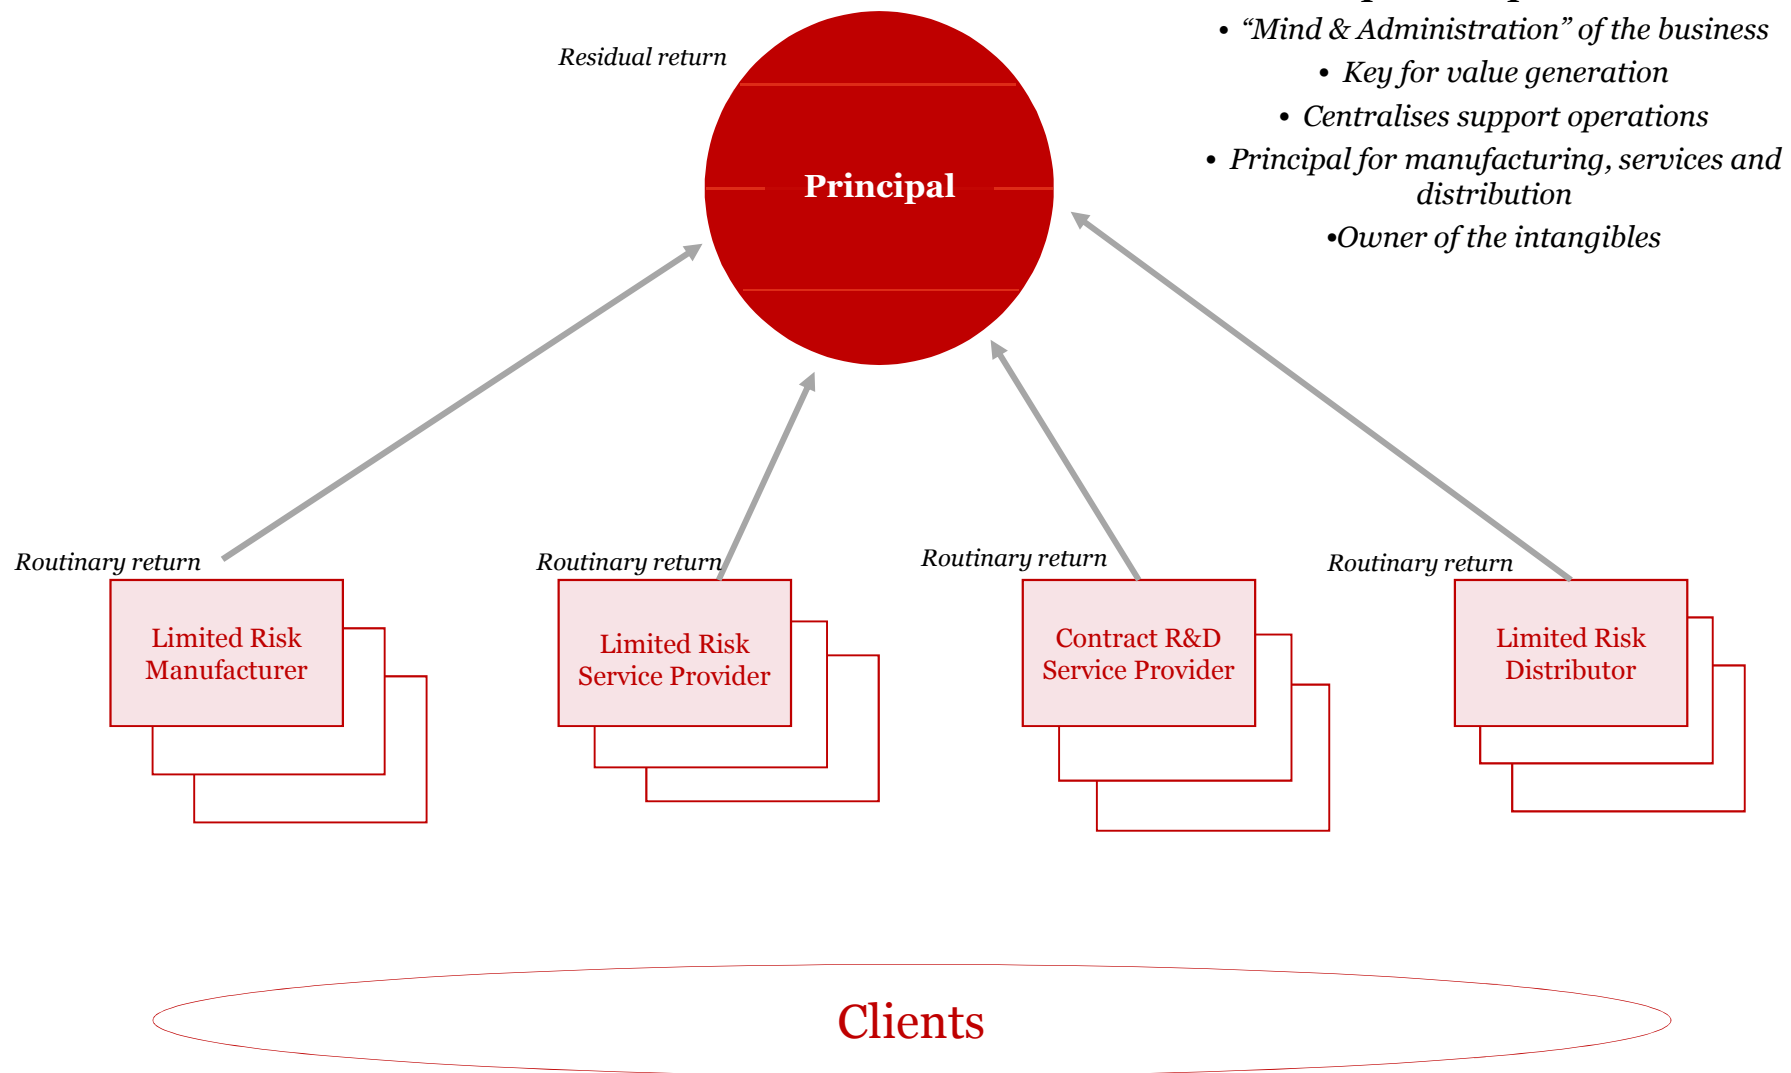 Residual return
• “Mind & Administration” of the business
• Key for value generation
• Centralises support operations
• Principal for manufacturing, services and
distribution
•Owner of the intangibles
Principal
Routinary return
Routinary return
Routinary return
Routinary return
Limited Risk
Manufacturer
Limited Risk
Service Provider
Contract R&D
Service Provider
Limited Risk
Distributor
Clients